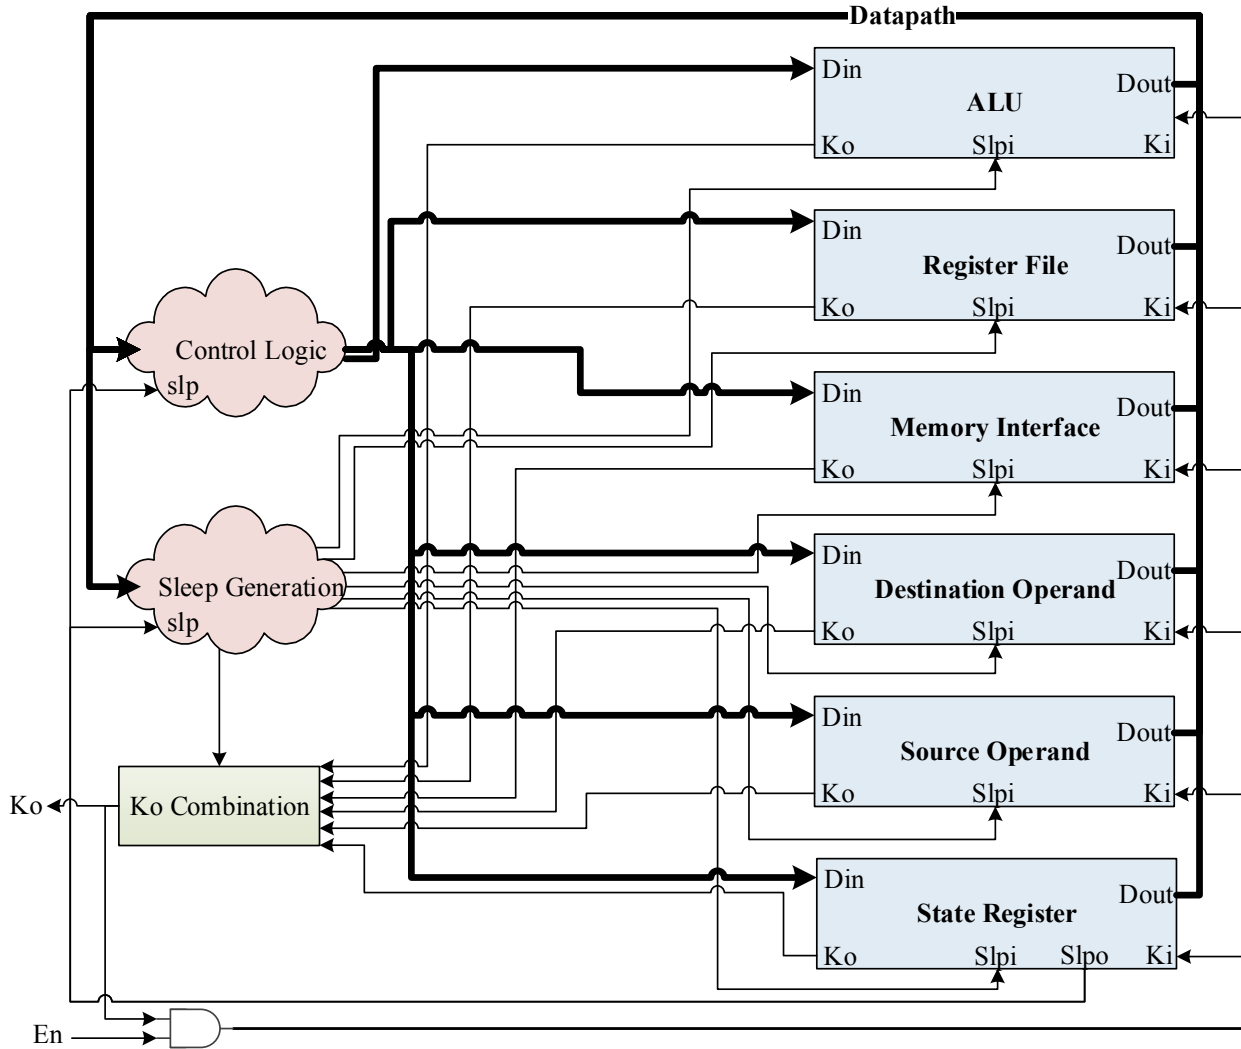 Datapath
Din
Dout
ALU
Ko
Slpi
Ki
Din
Dout
Register File
Ko
Slpi
Ki
Control Logic
slp
Din
Dout
Memory Interface
Ko
Slpi
Ki
Din
Dout
Destination Operand
Ko
Slpi
Ki
Sleep Generation
slp
Din
Dout
Source Operand
Ko
Slpi
Ki
Ko
Ko Combination
Din
Dout
State Register
Ko
Slpi
Slpo
Ki
En